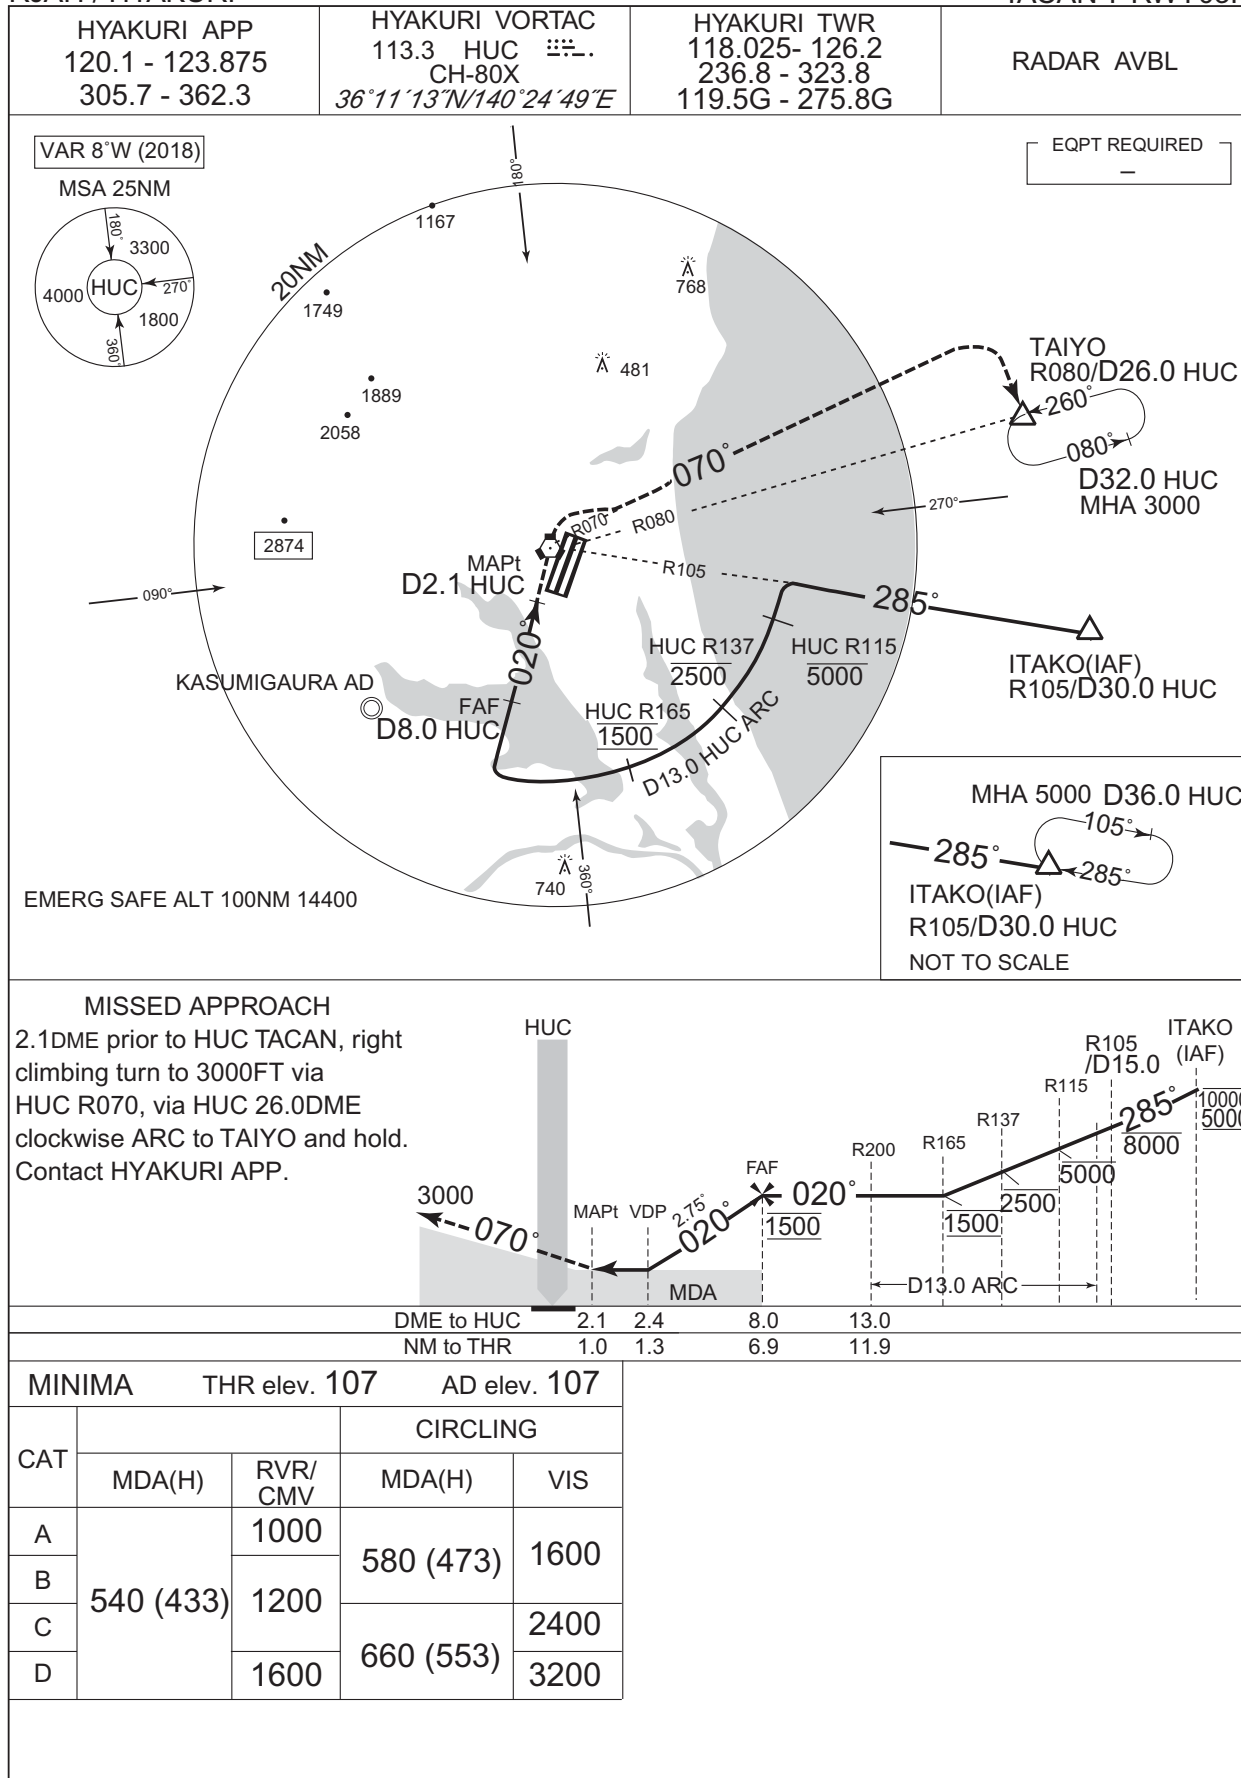 HYAKURI APP
120.1 - 123.875
305.7 - 362.3
HYAKURI VORTAC
113.3 HUC
CH-80X
36°11´13˝N/140°24´49˝E
HYAKURI TWR
118.025- 126.2
236.8 - 323.8
119.5G - 275.8G
RADAR AVBL
VAR 8°W (2018)
EQPT REQUIRED
–
MSA 25NM
180°
3300
4000
HUC
270°
1800
360°
180°
1167
20NM
1749
768
481
1889
2058
TAIYO
R080/D26.0 HUC
260°
080°
D32.0 HUC
MHA 3000
070°
R070
R080
270°
2874
MAPt
D2.1 HUC
R105
090°
285°
020°
HUC R137
2500
HUC R115
5000
ITAKO(IAF)
R105/D30.0 HUC
KASUMIGAURA AD
FAF
D8.0 HUC
HUC R165
1500
D13.0 HUC ARC
740
360°
EMERG SAFE ALT 100NM 14400
MHA 5000 D36.0 HUC
105°
285°
285°
ITAKO(IAF)
R105/D30.0 HUC
NOT TO SCALE
MISSED APPROACH
2.1DME prior to HUC TACAN, right
climbing turn to 3000FT via
HUC R070, via HUC 26.0DME
clockwise ARC to TAIYO and hold.
Contact HYAKURI APP.
HUC
R105
/D15.0
ITAKO
(IAF)
R115
R137
285°
10000
5000
8000
R165
R200
5000
FAF
3000
020°
2500
1500
1500
MAPt
VDP
2.75°
020°
070°
MDA
D13.0 ARC
DME to HUC 2.1 2.4 8.0 13.0
NM to THR 1.0 1.3 6.9 11.9
MINIMA THR elev. 107 AD elev. 107
CAT
CIRCLING
MDA(H)
RVR/
CMV
MDA(H)
VIS
A
B
C
D
540 (433)
1000
1200
1600
580 (473)
660 (553)
1600
2400
3200